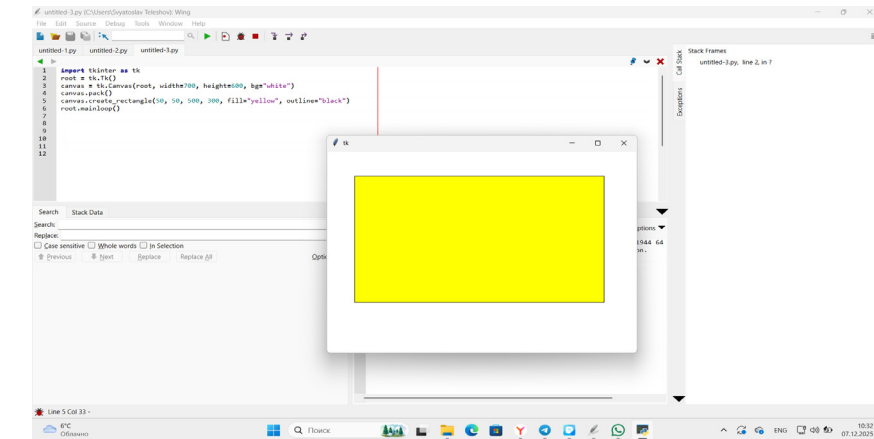 untitled-3.py (C:\Users\Svyatoslav Teleshov): Wing
File Edit Source Debug Tools Window Help
untitled-1.py untitled-2.py untitled-3.py
1 import tkinter as tk
2 root = tk.Tk()
3 canvas = tk.Canvas(root, width=700, height=600, bg="white")
4 canvas.pack()
5 canvas.create_rectangle(50, 50, 500, 300, fill="yellow", outline="black")
6 root.mainloop()
7
8
9
10
11
12
Call Stack
Exceptions
Stack Frames
untitled-3.py, line 2, in ?
tk
Search Stack Data
Search:
Replace:
Case sensitive Whole words In Selection
Previous Next Replace Replace All
ptions
1944 64
on.
Line 5 Col 33 -
6°C
Облачно
Поиск
ENG
10:32
07.12.2025